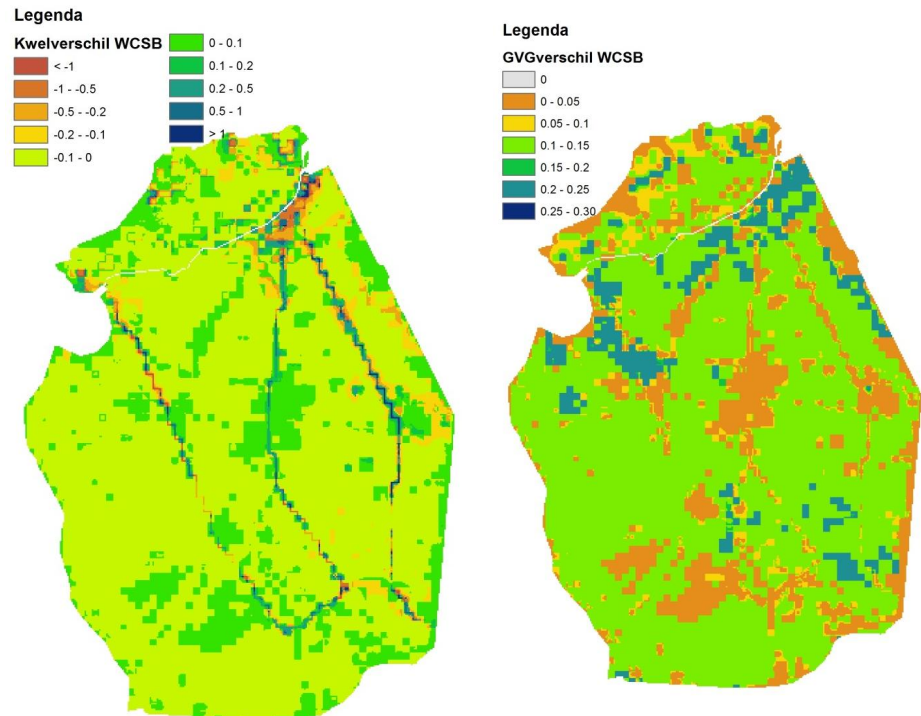 Legenda
Kwelverschil WCSB
< -1
-1 - -0.5
-0.5 - -0.2
-0.2 - -0.1
-0.1 - 0
0 - 0.1
0.1 - 0.2
0.2 - 0.5
0.5 - 1
> 1
Legenda
GVGverschil WCSB
0
0 - 0.05
0.05 - 0.1
0.1 - 0.15
0.15 - 0.2
0.2 - 0.25
0.25 - 0.30